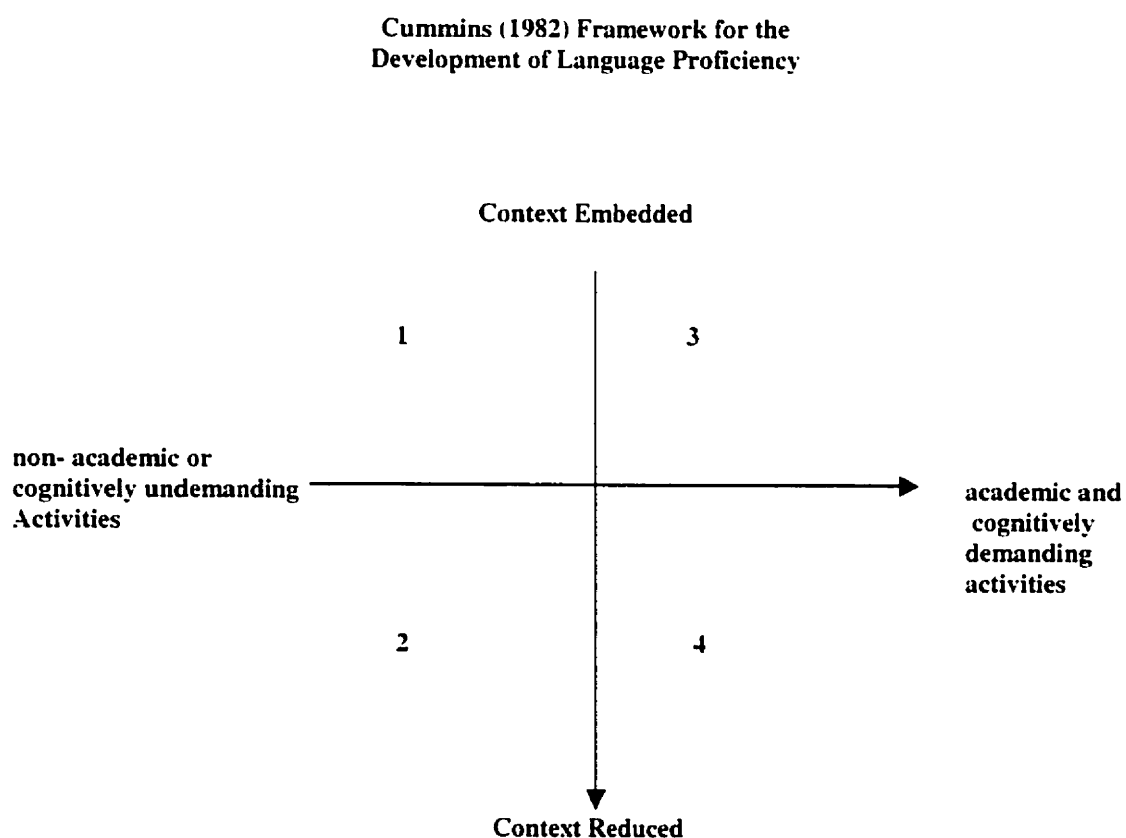 Cummins (1982) Framework for the
Development of Language Proficiency
Context Embedded
1
3
non- academic or
cognitively undemanding
Activities
academic and
cognitively
demanding
activities
2
4
Context Reduced